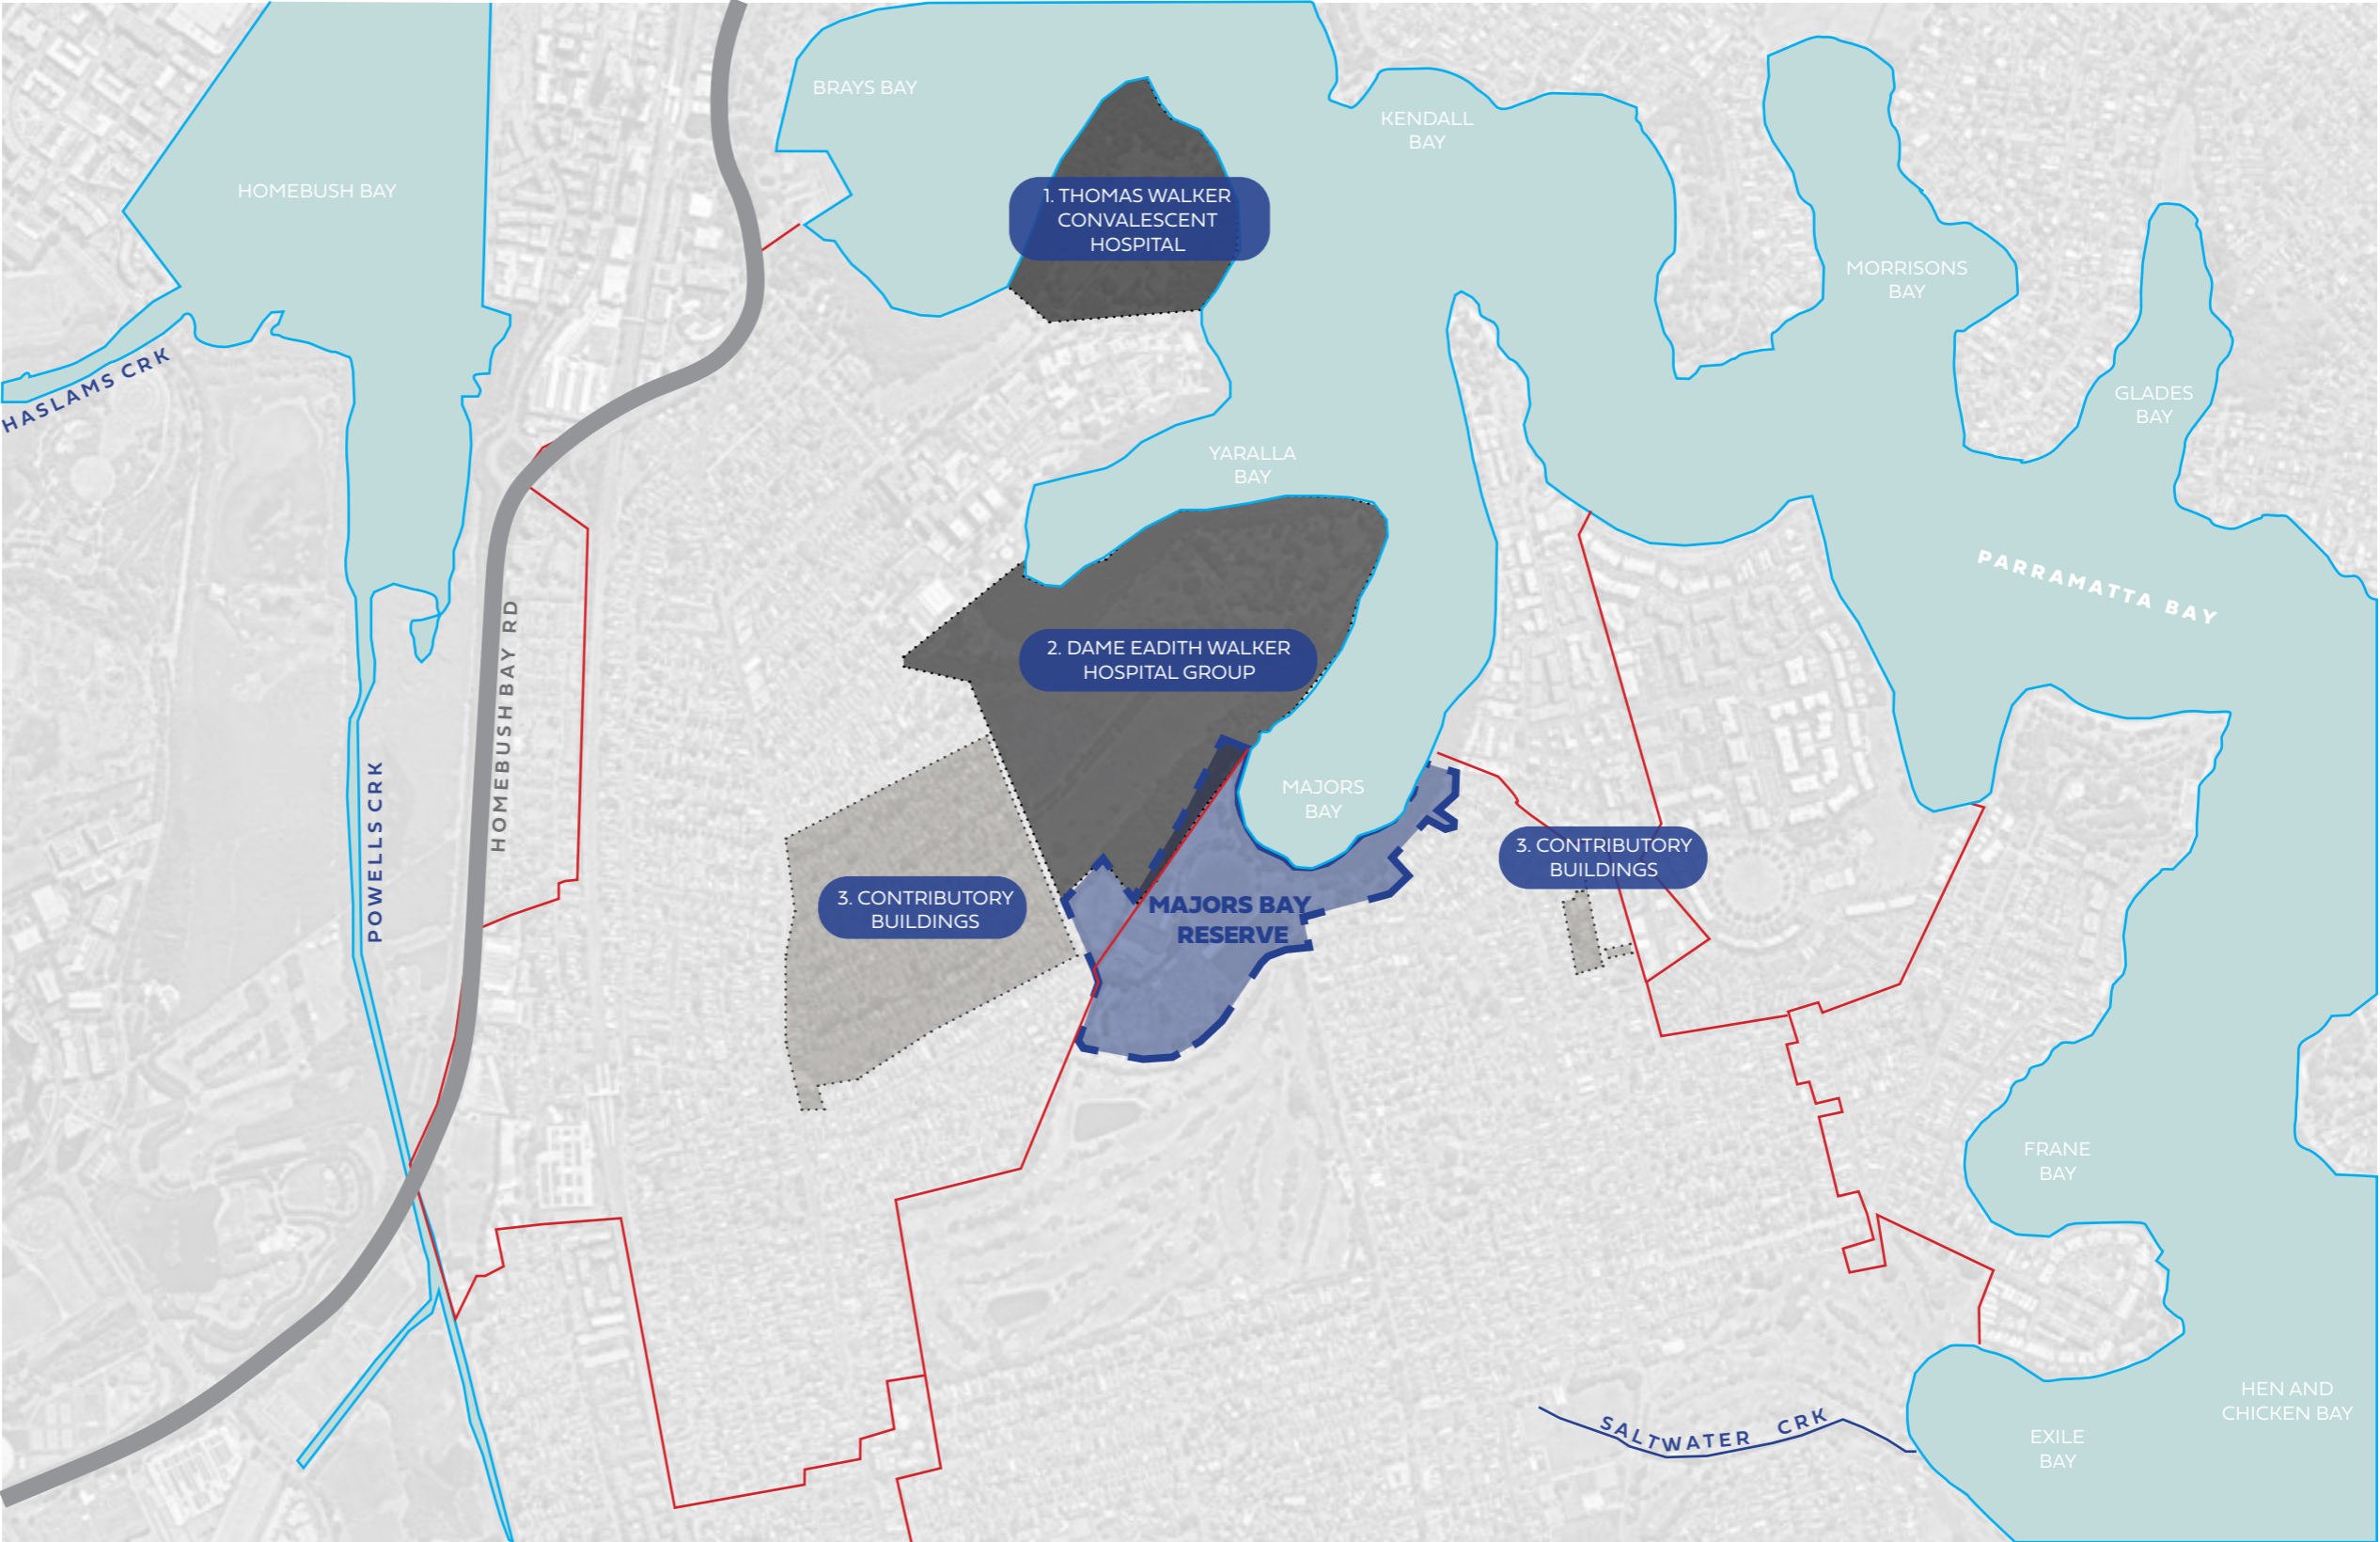 BRAYS BAY
KENDALL
BAY
HOMEBUSH BAY
1. THOMAS WALKER
CONVALESCENT
HOSPITAL
MORRISONS
BAY
HASLAMS CRK
GLADES
BAY
YARALLA
BAY
PARRAMATTA BAY
HOMEBUSH BAY RD
2. DAME EADITH WALKER
HOSPITAL GROUP
POWELLS CRK
MAJORS
BAY
3. CONTRIBUTORY
BUILDINGS
3. CONTRIBUTORY
BUILDINGS
MAJORS BAY
RESERVE
FRANE
BAY
HEN AND
CHICKEN BAY
SALTWATER CRK
EXILE
BAY